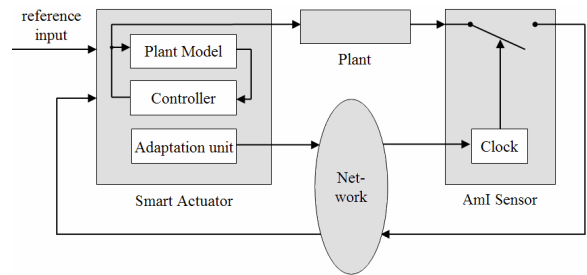 reference
input
Plant Model
Controller
Adaptation unit
Smart Actuator
Plant
Net-
work
Clock
AmI Sensor